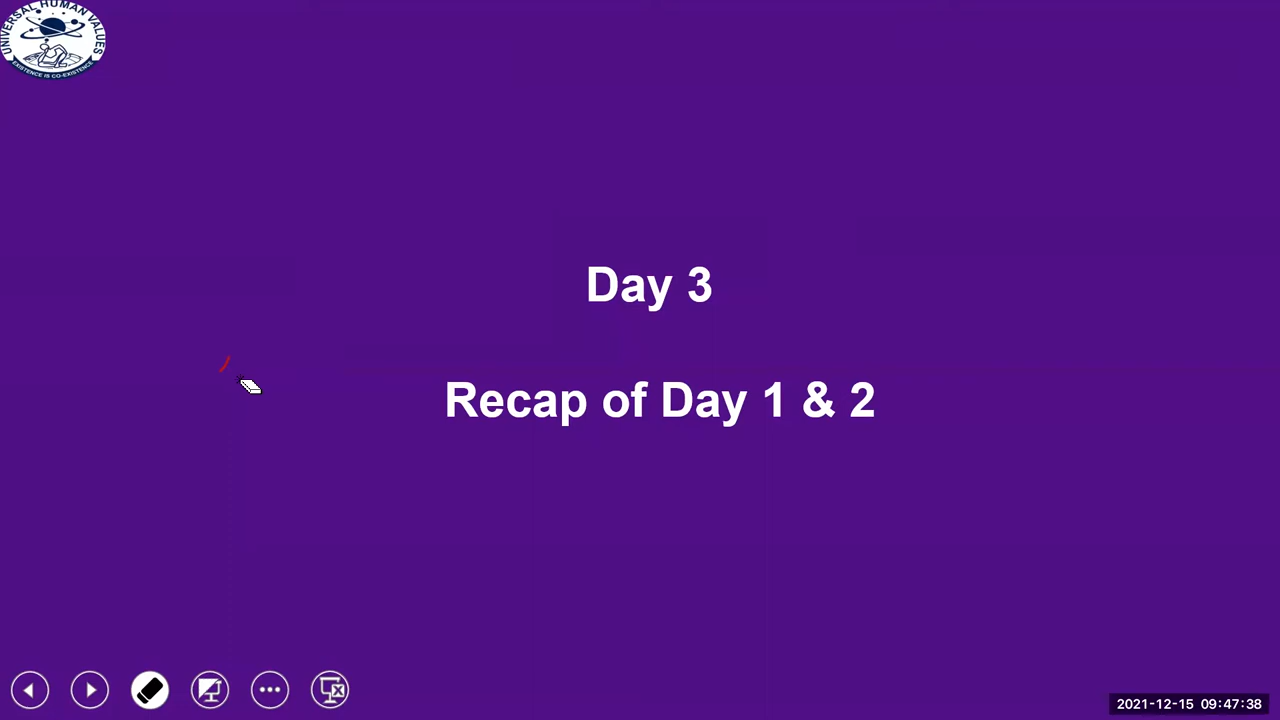 UNIVERSAL HUMAN VALUES
EXISTENCE IS CO-EXISTENCE
Day 3
Recap of Day 1 & 2
2021-12-15 09:47:38